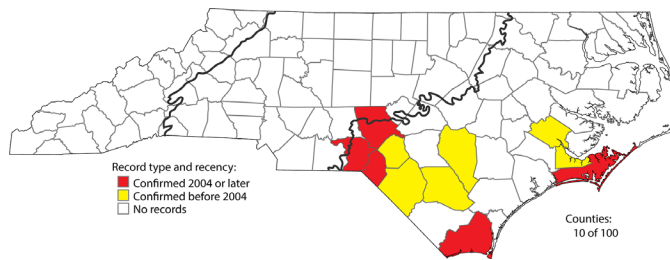 Record type and recency:
Confirmed 2004 or later
Confirmed before 2004
No records
Counties:
10 of 100